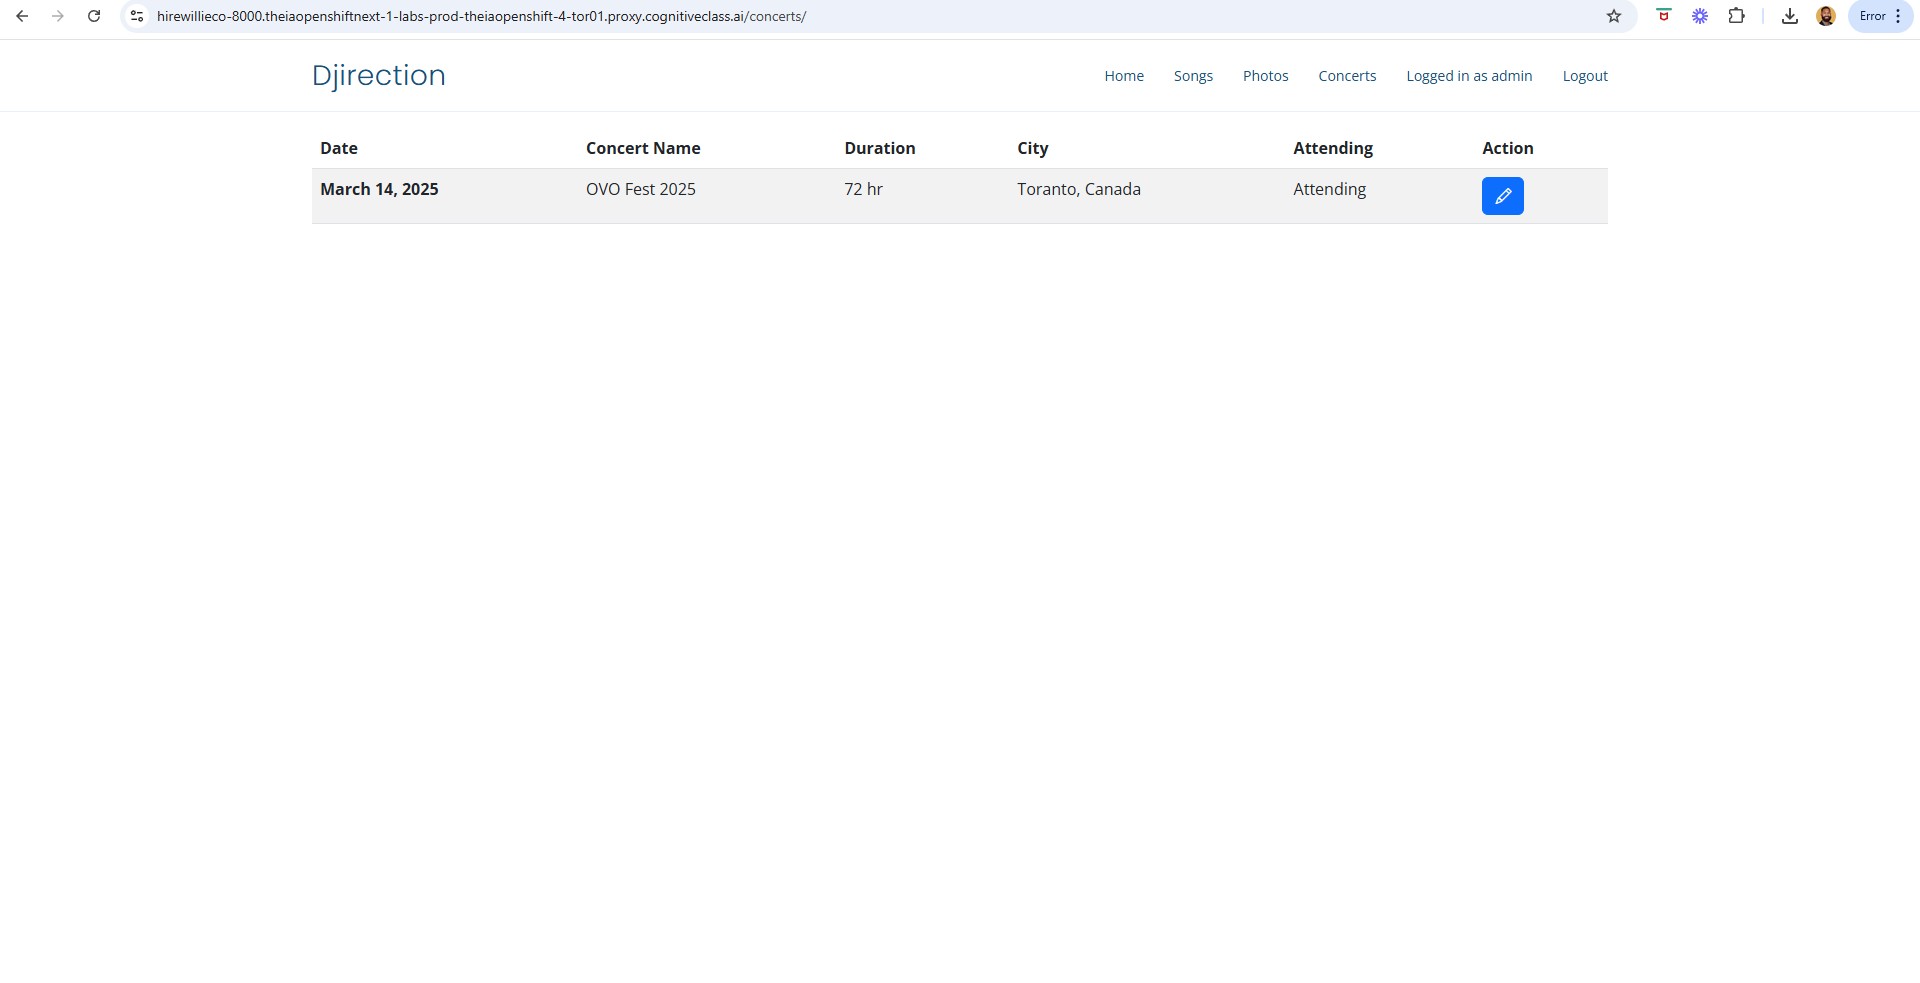 hirewillieco-8000.theiaopenshiftnext-1-labs-prod-theiaopenshift-4-tor01.proxy.cognitiveclass.ai/concerts/ Error
Djirection Home Songs Photos Concerts Logged in as admin Logout
Date Concert Name Duration City Attending Action
March 14, 2025 OVO Fest 2025 72 hr Toranto, Canada Attending